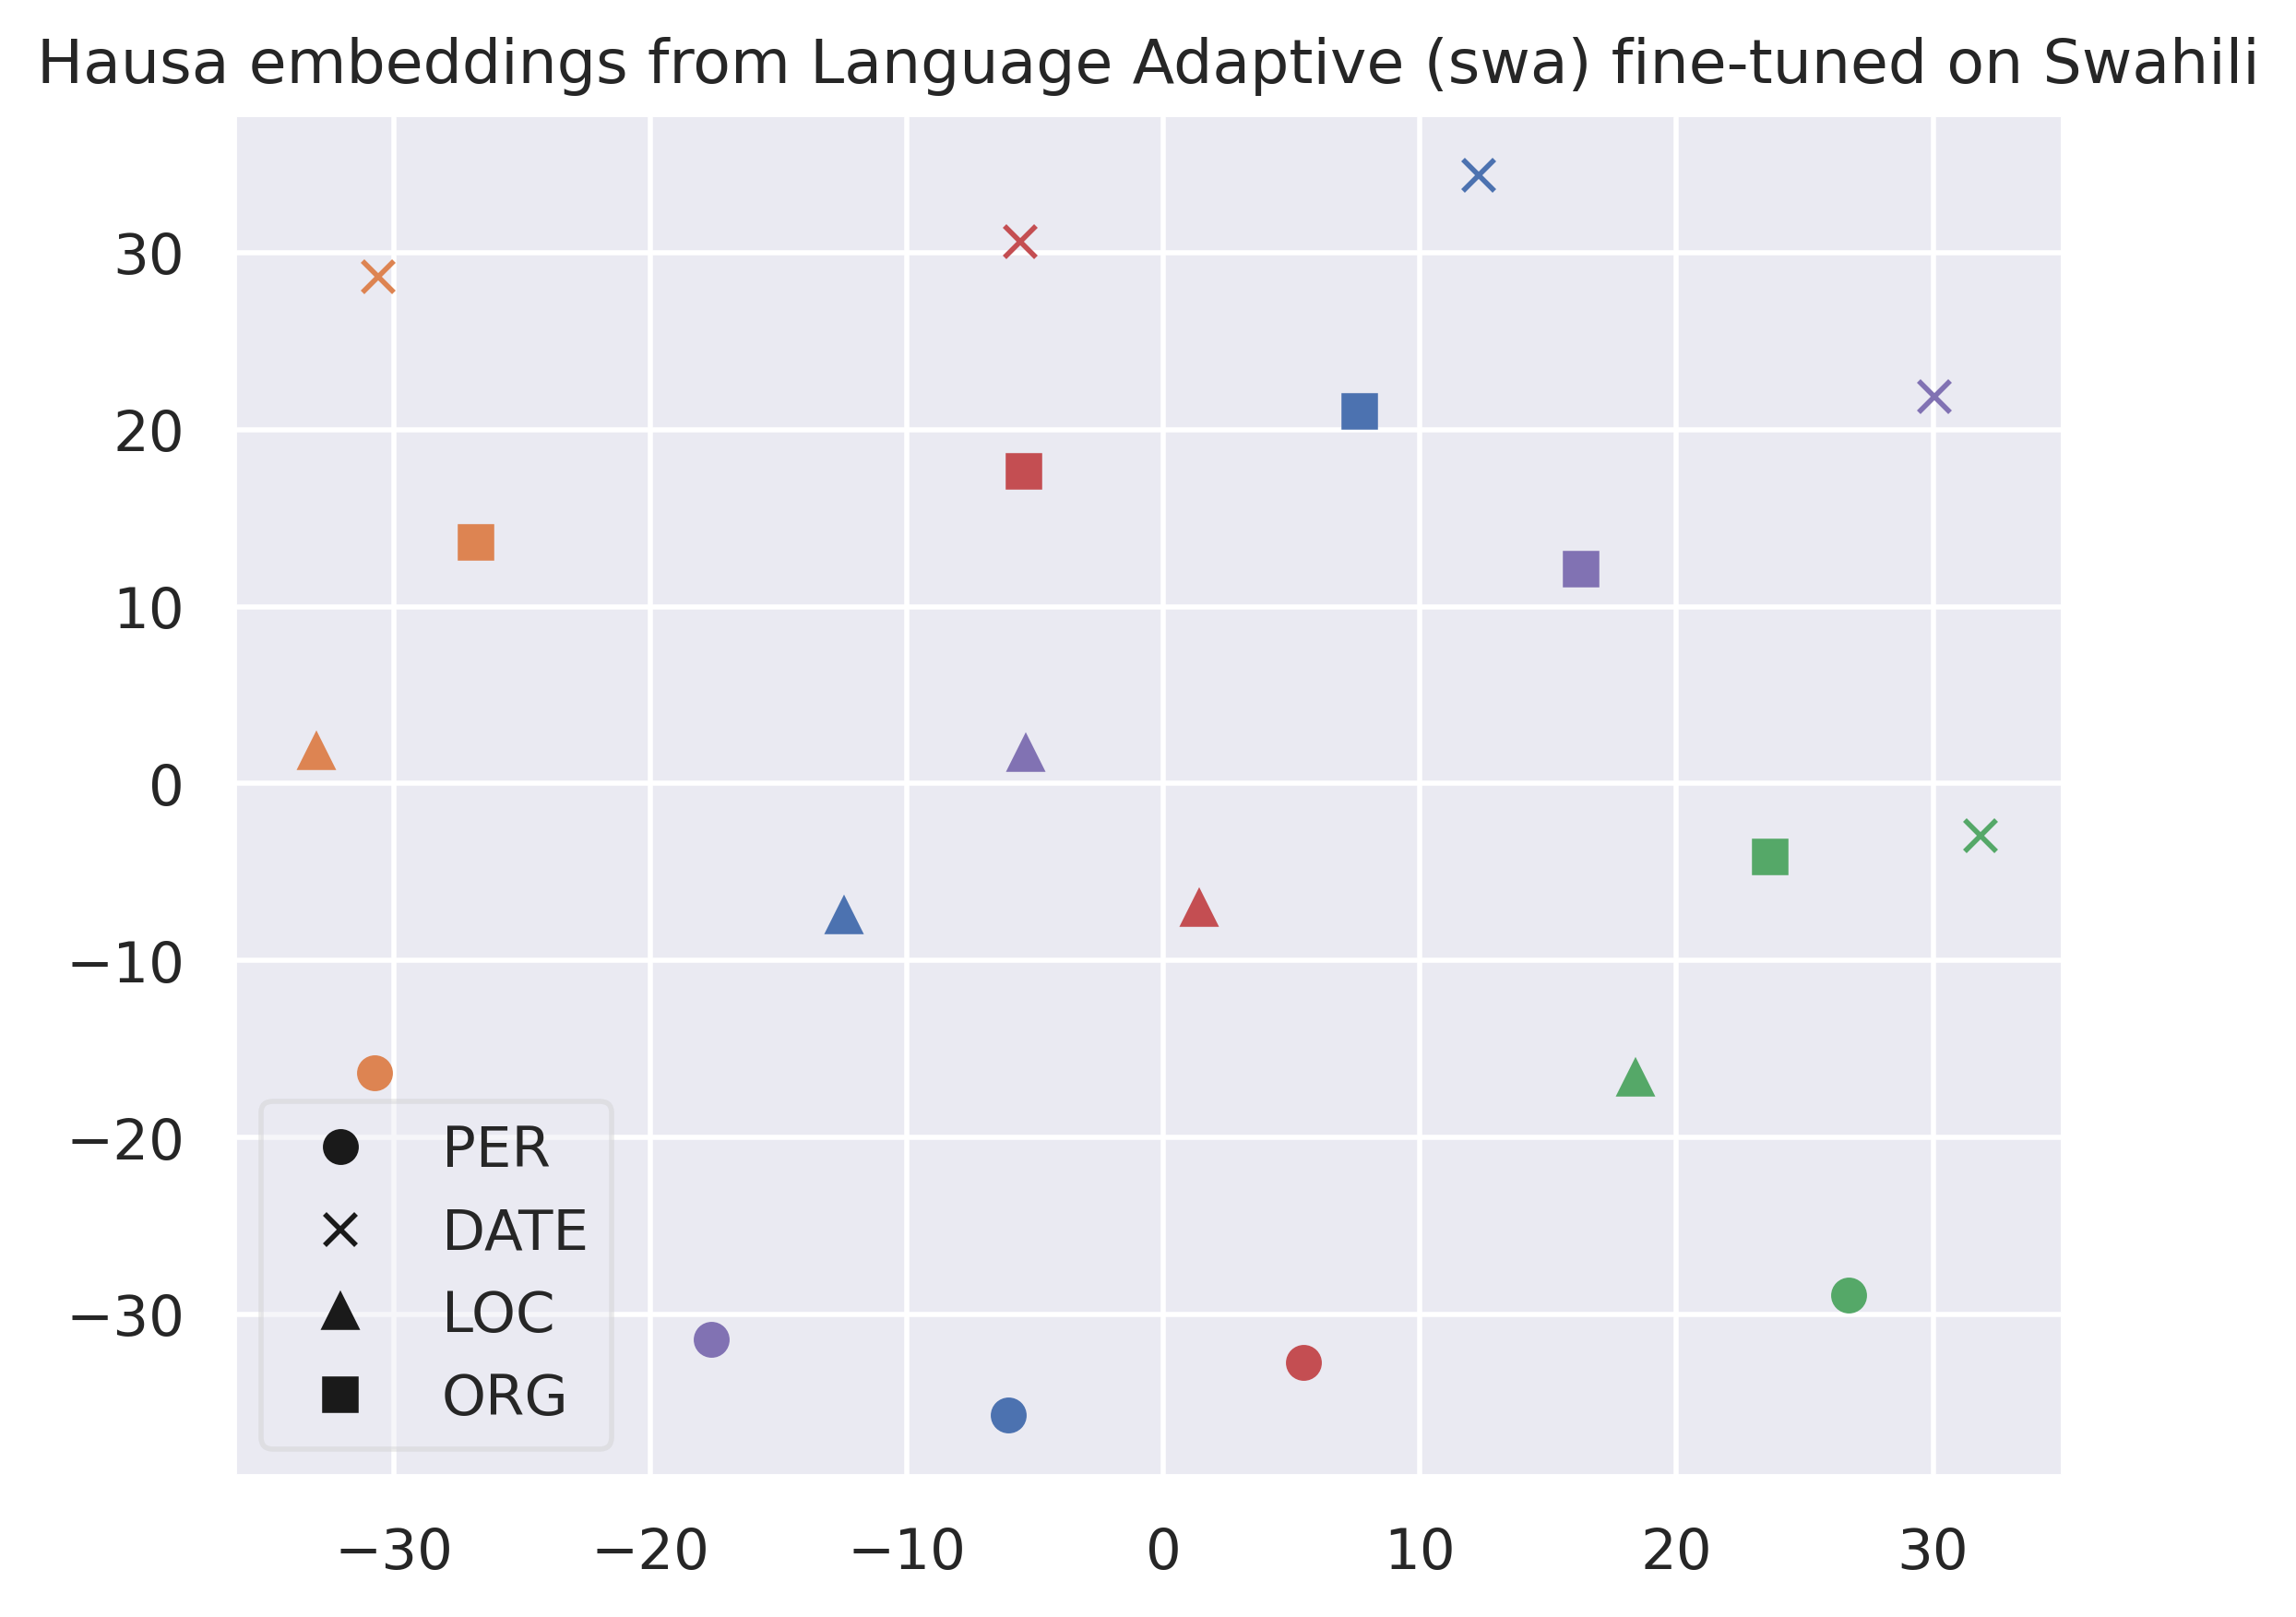 Hausa embeddings from Language Adaptive (swa) fine-tuned on Swahili
30
20
10
0
−10
−20
−30
PER
DATE
LOC
ORG
−30 −20 −10 0 10 20 30